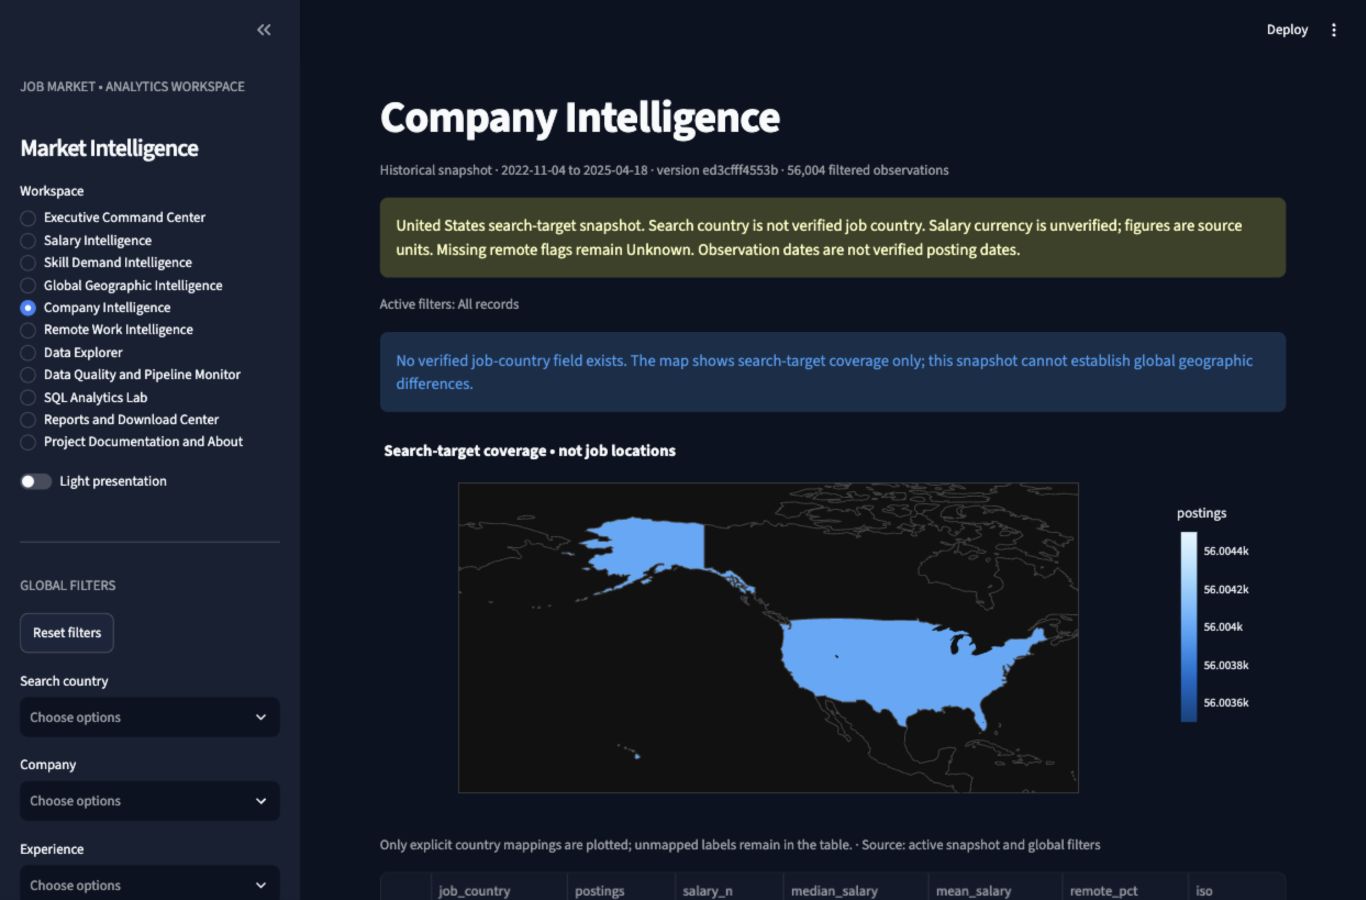 Deploy
JOB MARKET • ANALYTICS WORKSPACE
Market Intelligence
Workspace
Executive Command Center
Salary Intelligence
Skill Demand Intelligence
Global Geographic Intelligence
Company Intelligence
Remote Work Intelligence
Data Explorer
Data Quality and Pipeline Monitor
SQL Analytics Lab
Reports and Download Center
Project Documentation and About
Light presentation
GLOBAL FILTERS
Reset filters
Search country
Choose options
Company
Choose options
Experience
Choose options
Company Intelligence
Historical snapshot · 2022-11-04 to 2025-04-18 · version ed3cfff4553b · 56,004 filtered observations
United States search-target snapshot. Search country is not verified job country. Salary currency is unverified; figures are source
units. Missing remote flags remain Unknown. Observation dates are not verified posting dates.
Active filters: All records
No verified job-country field exists. The map shows search-target coverage only; this snapshot cannot establish global geographic
differences.
Search-target coverage • not job locations
postings
56.0044k
56.0042k
56.004k
56.0038k
56.0036k
Only explicit country mappings are plotted; unmapped labels remain in the table. · Source: active snapshot and global filters
job_country postings salary_n median_salary mean_salary remote_pct iso